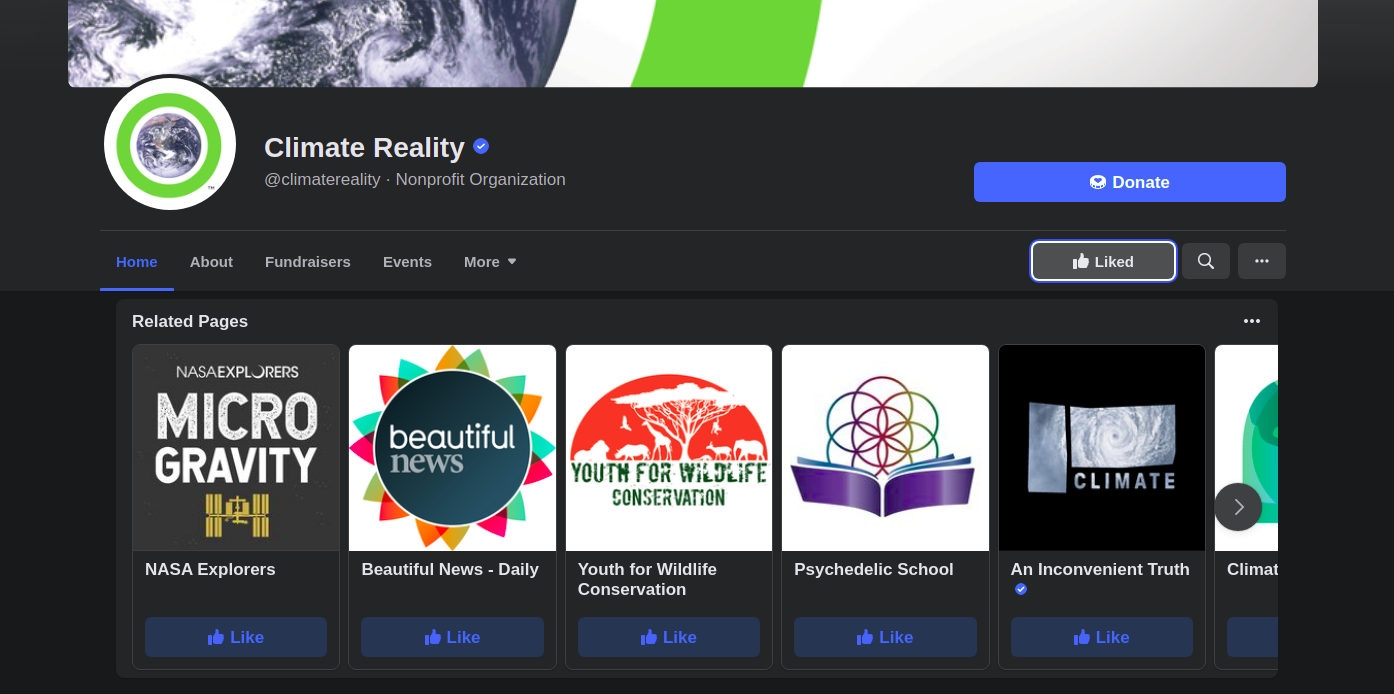 Climate Reality
@climatereality · Nonprofit Organization
Donate
Home About Fundraisers Events More
Liked
Related Pages
NASAEXPLORERS
MICRO
GRAVITY
NASA Explorers
Like
beautiful
news
Beautiful News - Daily
Like
YOUTH FOR WILDLIFE
CONSERVATION
Youth for Wildlife
Conservation
Like
Psychedelic School
Like
CLIMATE
An Inconvenient Truth
Like
Climat